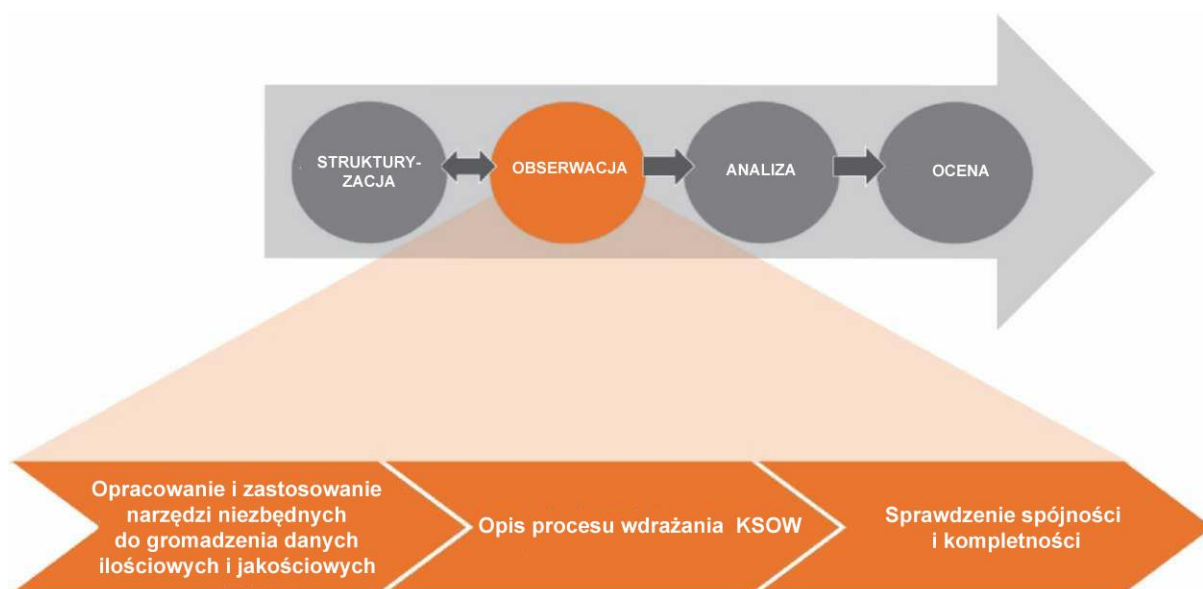 STRUKTURY-
ZACJA
OBSERWACJA
ANALIZA
OCENA
Opracowanie i zastosowanie
narzędzi niezbędnych
do gromadzenia danych
ilościowych i jakościowych
Opis procesu wdrażania KSOW
Sprawdzenie spójności
i kompletności